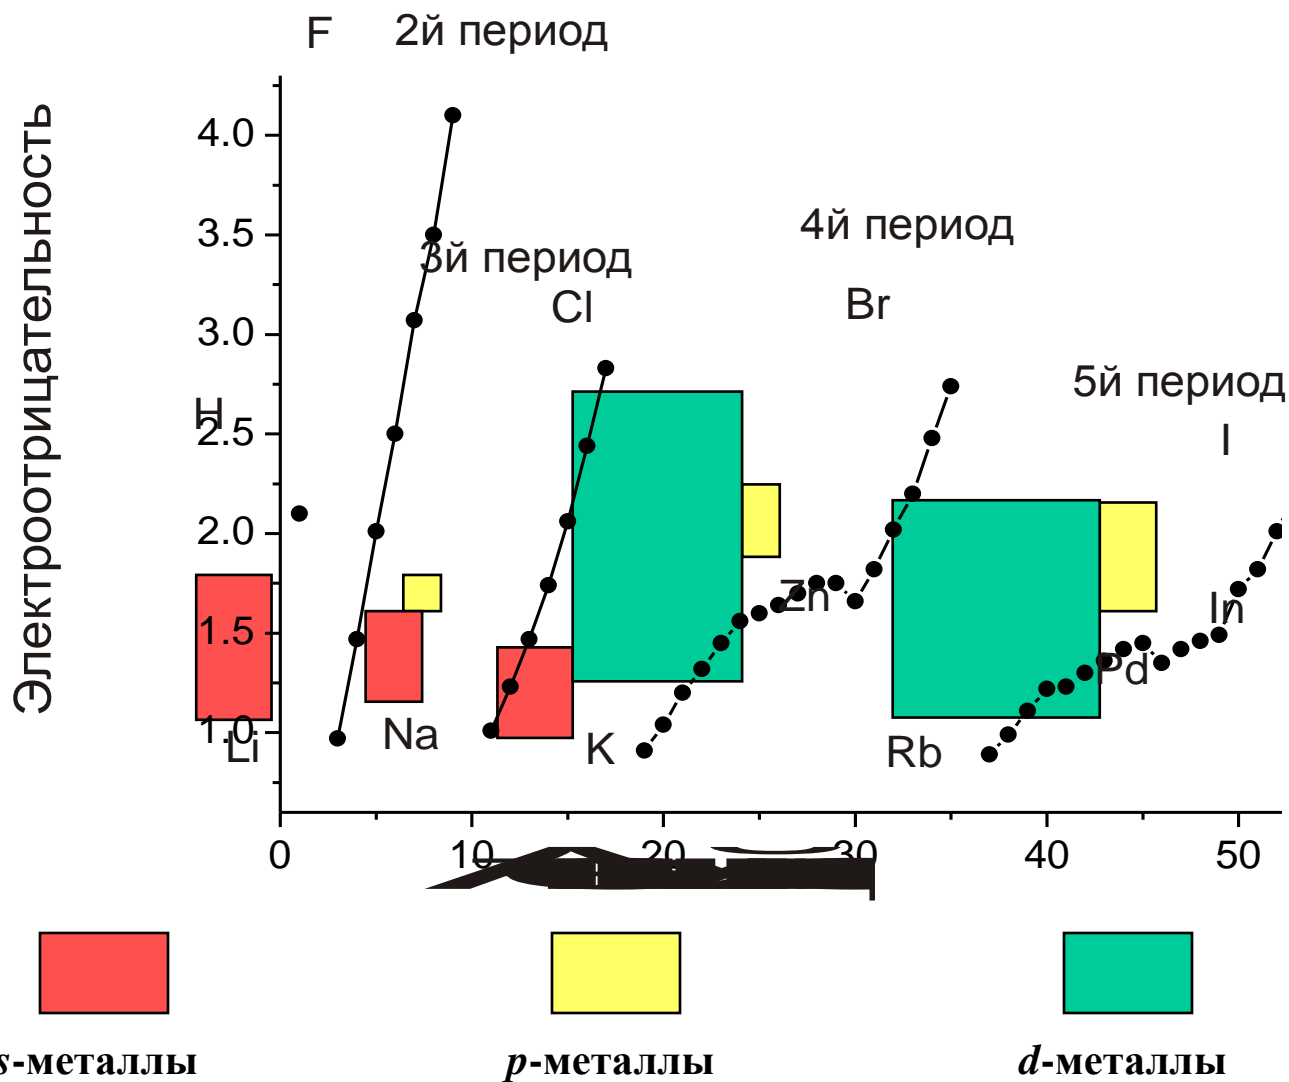 F 2й период
Электроотрицательность
4.0
3.5
4й период
3й период
Cl
Br
3.0
5й период
H
2.5
I
2.0
Zn
In
1.5
Pd
1.0
Li
Na
K
Rb
0 10 20 30 40 50
s-металлы p-металлы d-металлы